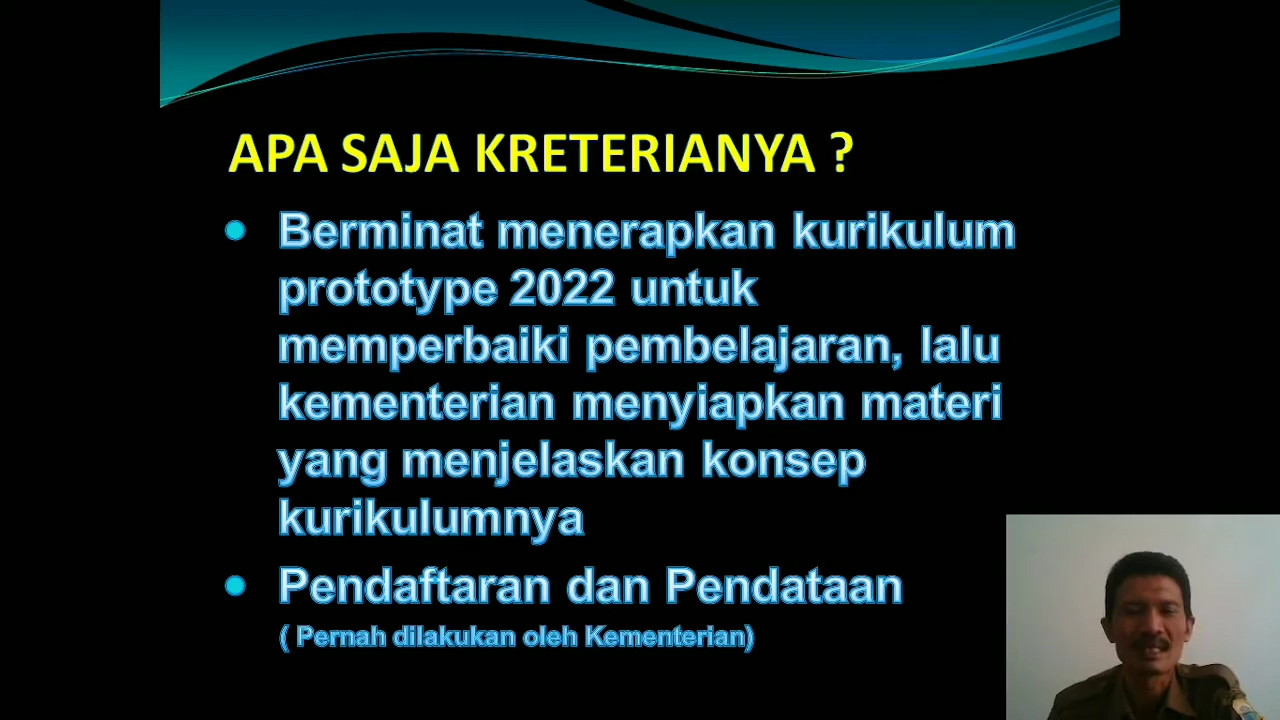 APA SAJA KRETERIANYA ?
• Berminat menerapkan kurikulum
prototype 2022 untuk
memperbaiki pembelajaran, lalu
kementerian menyiapkan materi
yang menjelaskan konsep
kurikulumnya
• Pendaftaran dan Pendataan
( Pernah dilakukan oleh Kementerian)